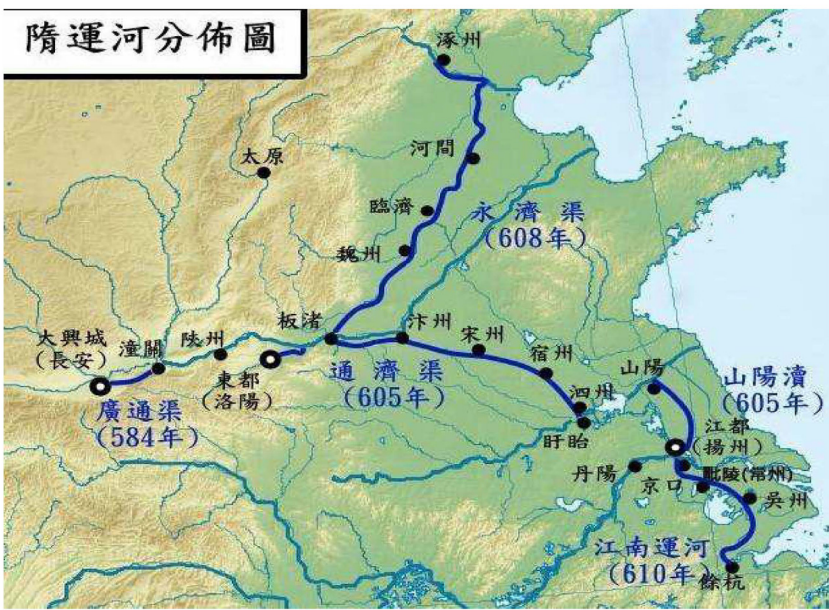 隋運河分佈圖
涿州
河間
太原
臨濟
永濟渠
(608年)
魏州
板渚
汴州
宋州
陝州
潼關
大興城
(長安)
東都
(洛陽)
通濟渠
(605年)
宿州
泗州
盱眙
山陽
山陽瀆
(605年)
廣通渠
(584年)
江都
(揚州)
丹陽
京口
毗陵(常州)
吳州
江南運河
(610年)
餘杭